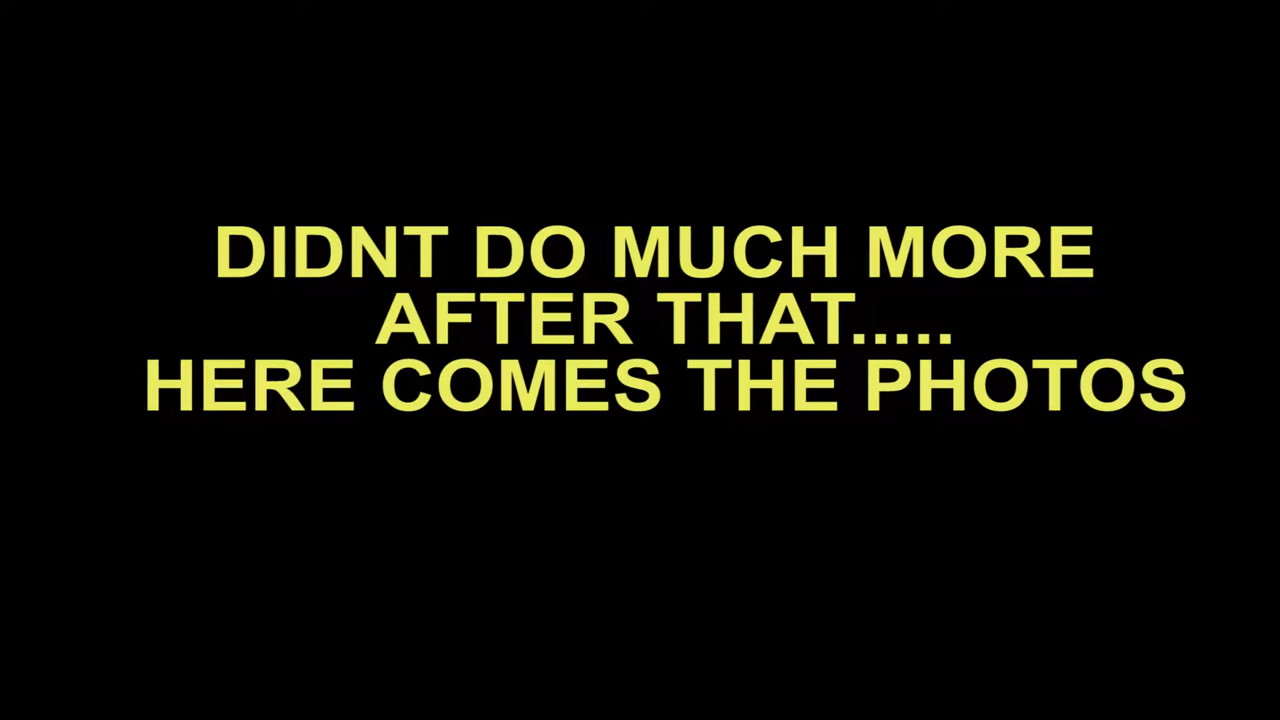 DIDNT DO MUCH MORE
AFTER THAT.....
HERE COMES THE PHOTOS